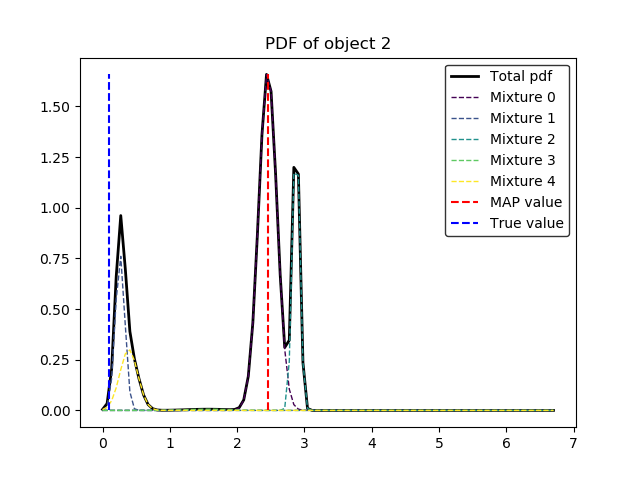 PDF of object 2
Total pdf
Mixture 0
Mixture 1
Mixture 2
Mixture 3
Mixture 4
MAP value
True value
1.50
1.25
1.00
0.75
0.50
0.25
0.00
0 1 2 3 4 5 6 7